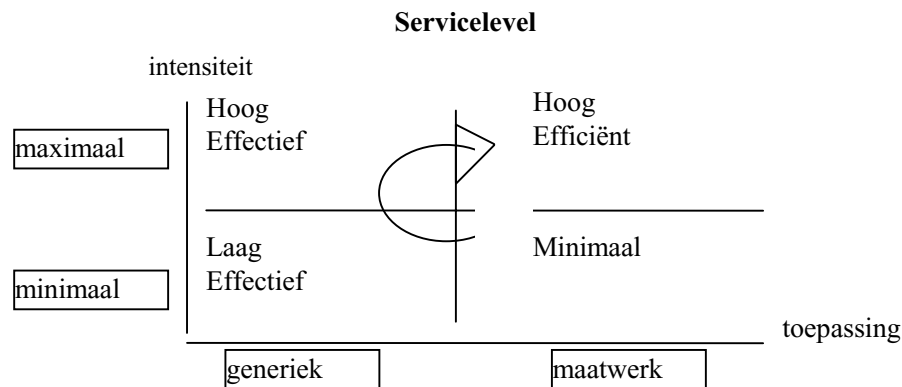 Servicelevel
intensiteit
Hoog
Effectief
Hoog
Efficiënt
maximaal
Laag
Effectief
Minimaal
minimaal
toepassing
generiek
maatwerk